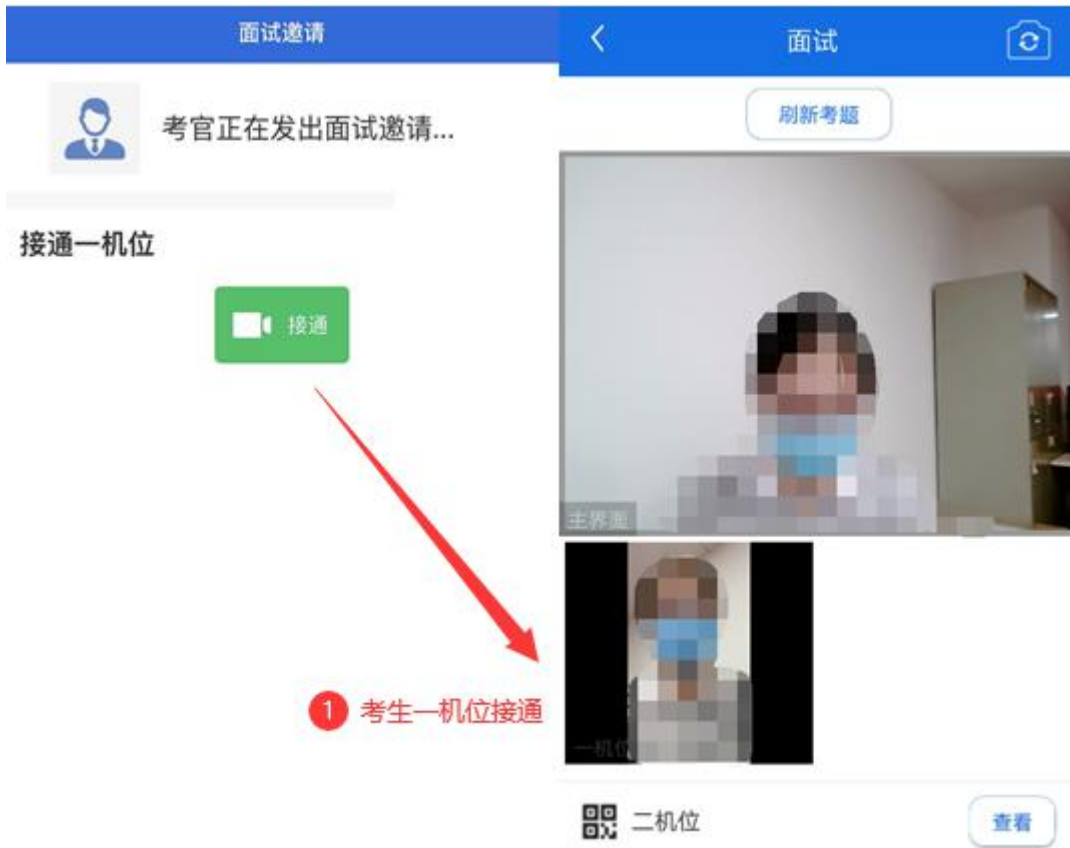 面试邀请
考官正在发出面试邀请...
接通一机位
接通
1 考生一机位接通
面试
刷新考题
主界面
一机位
二机位
查看